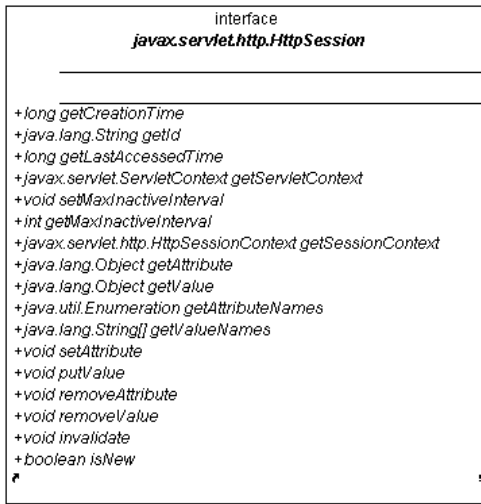 interface
javax.servlet.http.HttpSession
+long getCreationTime
+java.lang.String getId
+long getLastAccessedTime
+javax.servlet.ServletContext getServletContext
+void setMaxInactiveInterval
+int getMaxInactiveInterval
+javax.servlet.http.HttpSessionContext getSessionContext
+java.lang.Object getAttribute
+java.lang.Object getValue
+java.util.Enumeration getAttributeNames
+java.lang.String[] getValueNames
+void setAttribute
+void putValue
+void removeAttribute
+void removeValue
+void invalidate
+boolean isNew